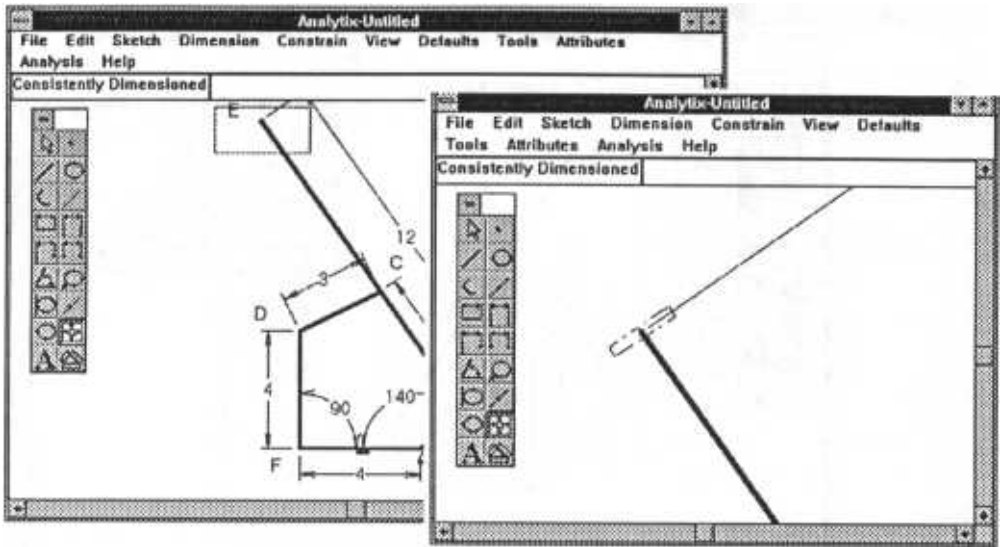 Analytix-Untitled
File Edit Sketch Dimension Constrain View Defaults Tools Attributes
Analysis Help
Consistently Dimensioned
E
12
C
3
D
4
90
140
F
4
Analytix-Untitled
File Edit Sketch Dimension Constrain View Defaults
Tools Attributes Analysis Help
Consistently Dimensioned
A
A